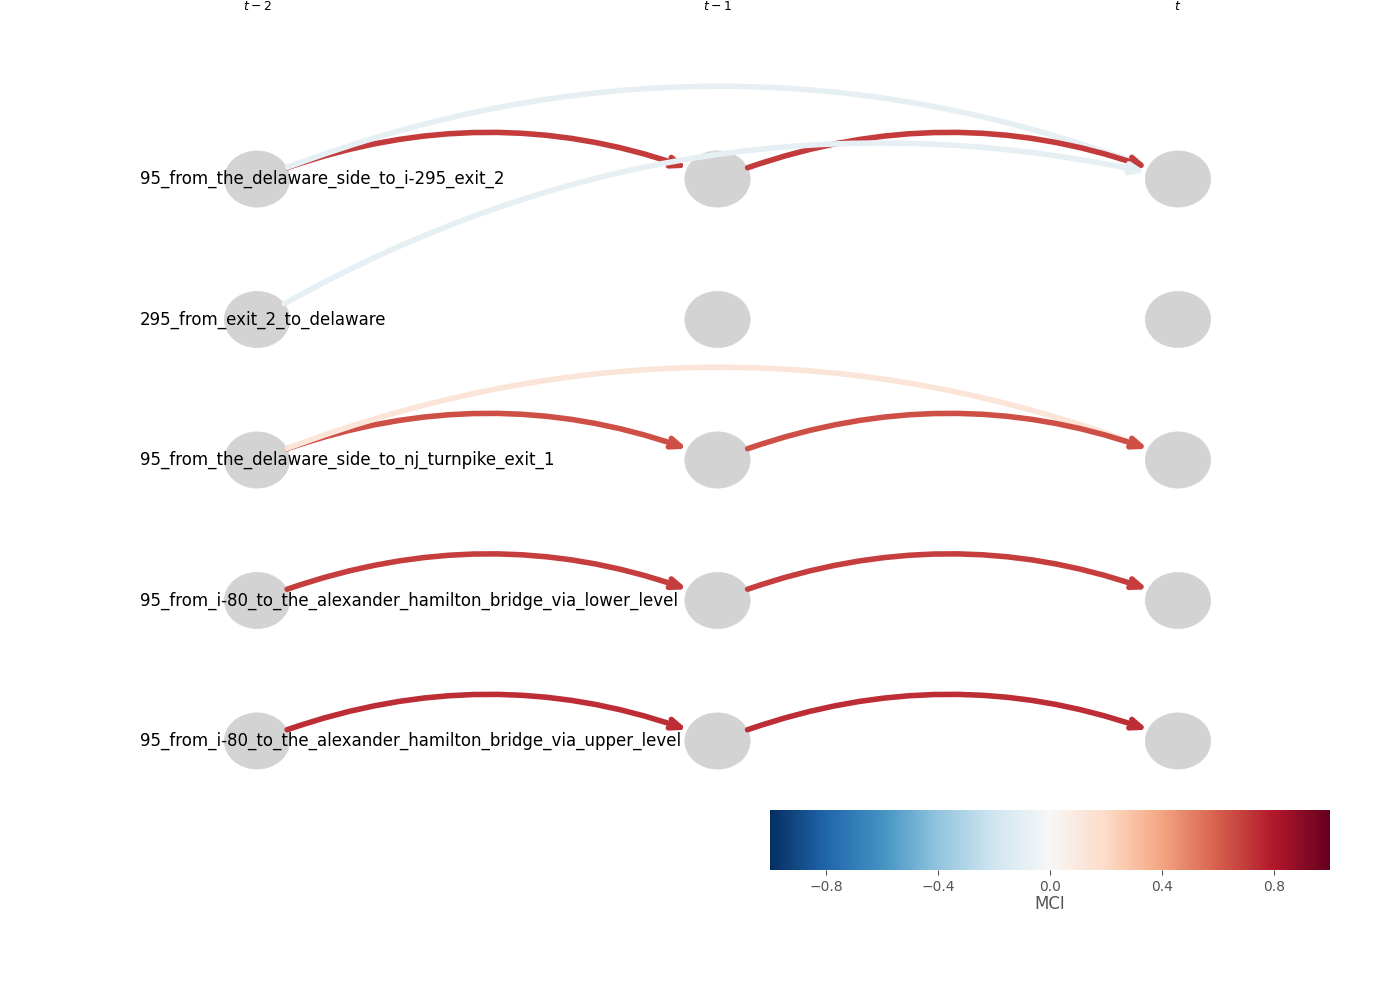 t − 2 t − 1 t
95_from_the_delaware_side_to_i-295_exit_2
295_from_exit_2_to_delaware
95_from_the_delaware_side_to_nj_turnpike_exit_1
95_from_i-80_to_the_alexander_hamilton_bridge_via_lower_level
95_from_i-80_to_the_alexander_hamilton_bridge_via_upper_level
−0.8 −0.4 0.0 0.4 0.8
MCI